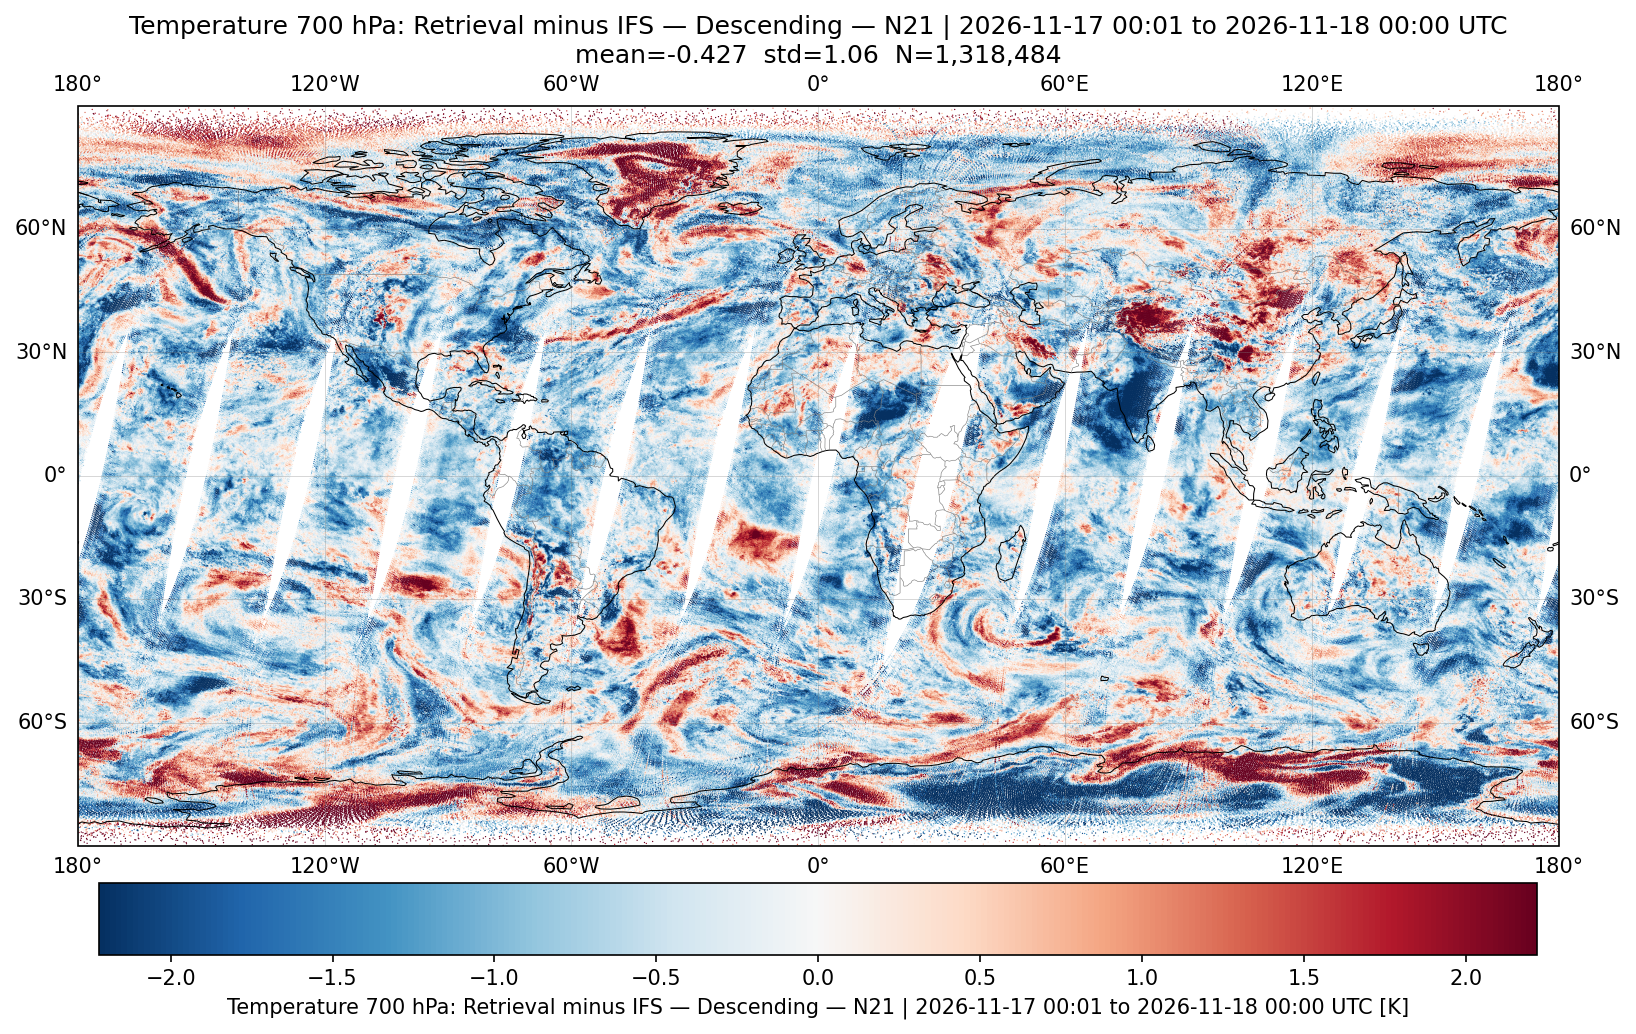 Temperature 700 hPa: Retrieval minus IFS — Descending — N21 | 2026-11-17 00:01 to 2026-11-18 00:00 UTC
mean=-0.427 std=1.06 N=1,318,484
180° 120°W 60°W 0° 60°E 120°E 180°
60°N 60°N
30°N 30°N
0° 0°
30°S 30°S
60°S 60°S
180° 120°W 60°W 0° 60°E 120°E 180°
−2.0 −1.5 −1.0 −0.5 0.0 0.5 1.0 1.5 2.0
Temperature 700 hPa: Retrieval minus IFS — Descending — N21 | 2026-11-17 00:01 to 2026-11-18 00:00 UTC [K]